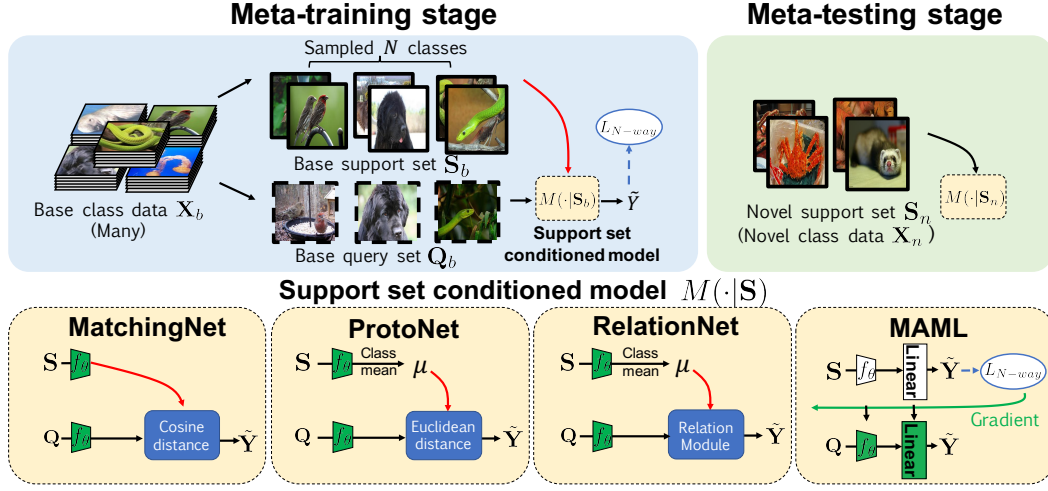 Meta-training stage
Meta-testing stage
Sampled N classes
Base support set S_b
L_{N-way}
Base class data X_b
(Many)
M(·|S_b)
Ỹ
Base query set Q_b
Support set
conditioned model
Novel support set S_n
(Novel class data X_n)
M(·|S_n)
Support set conditioned model M(·|S)
MatchingNet
S
f_θ
Q
f_θ
Cosine
distance
Ỹ
ProtoNet
S
f_θ
Class
mean
μ
Q
f_θ
Euclidean
distance
Ỹ
RelationNet
S
f_θ
Class
mean
μ
Q
f_θ
Relation
Module
Ỹ
MAML
S
f_θ
Linear
Ỹ
L_{N-way}
Gradient
Q
f_θ
Linear
Ỹ